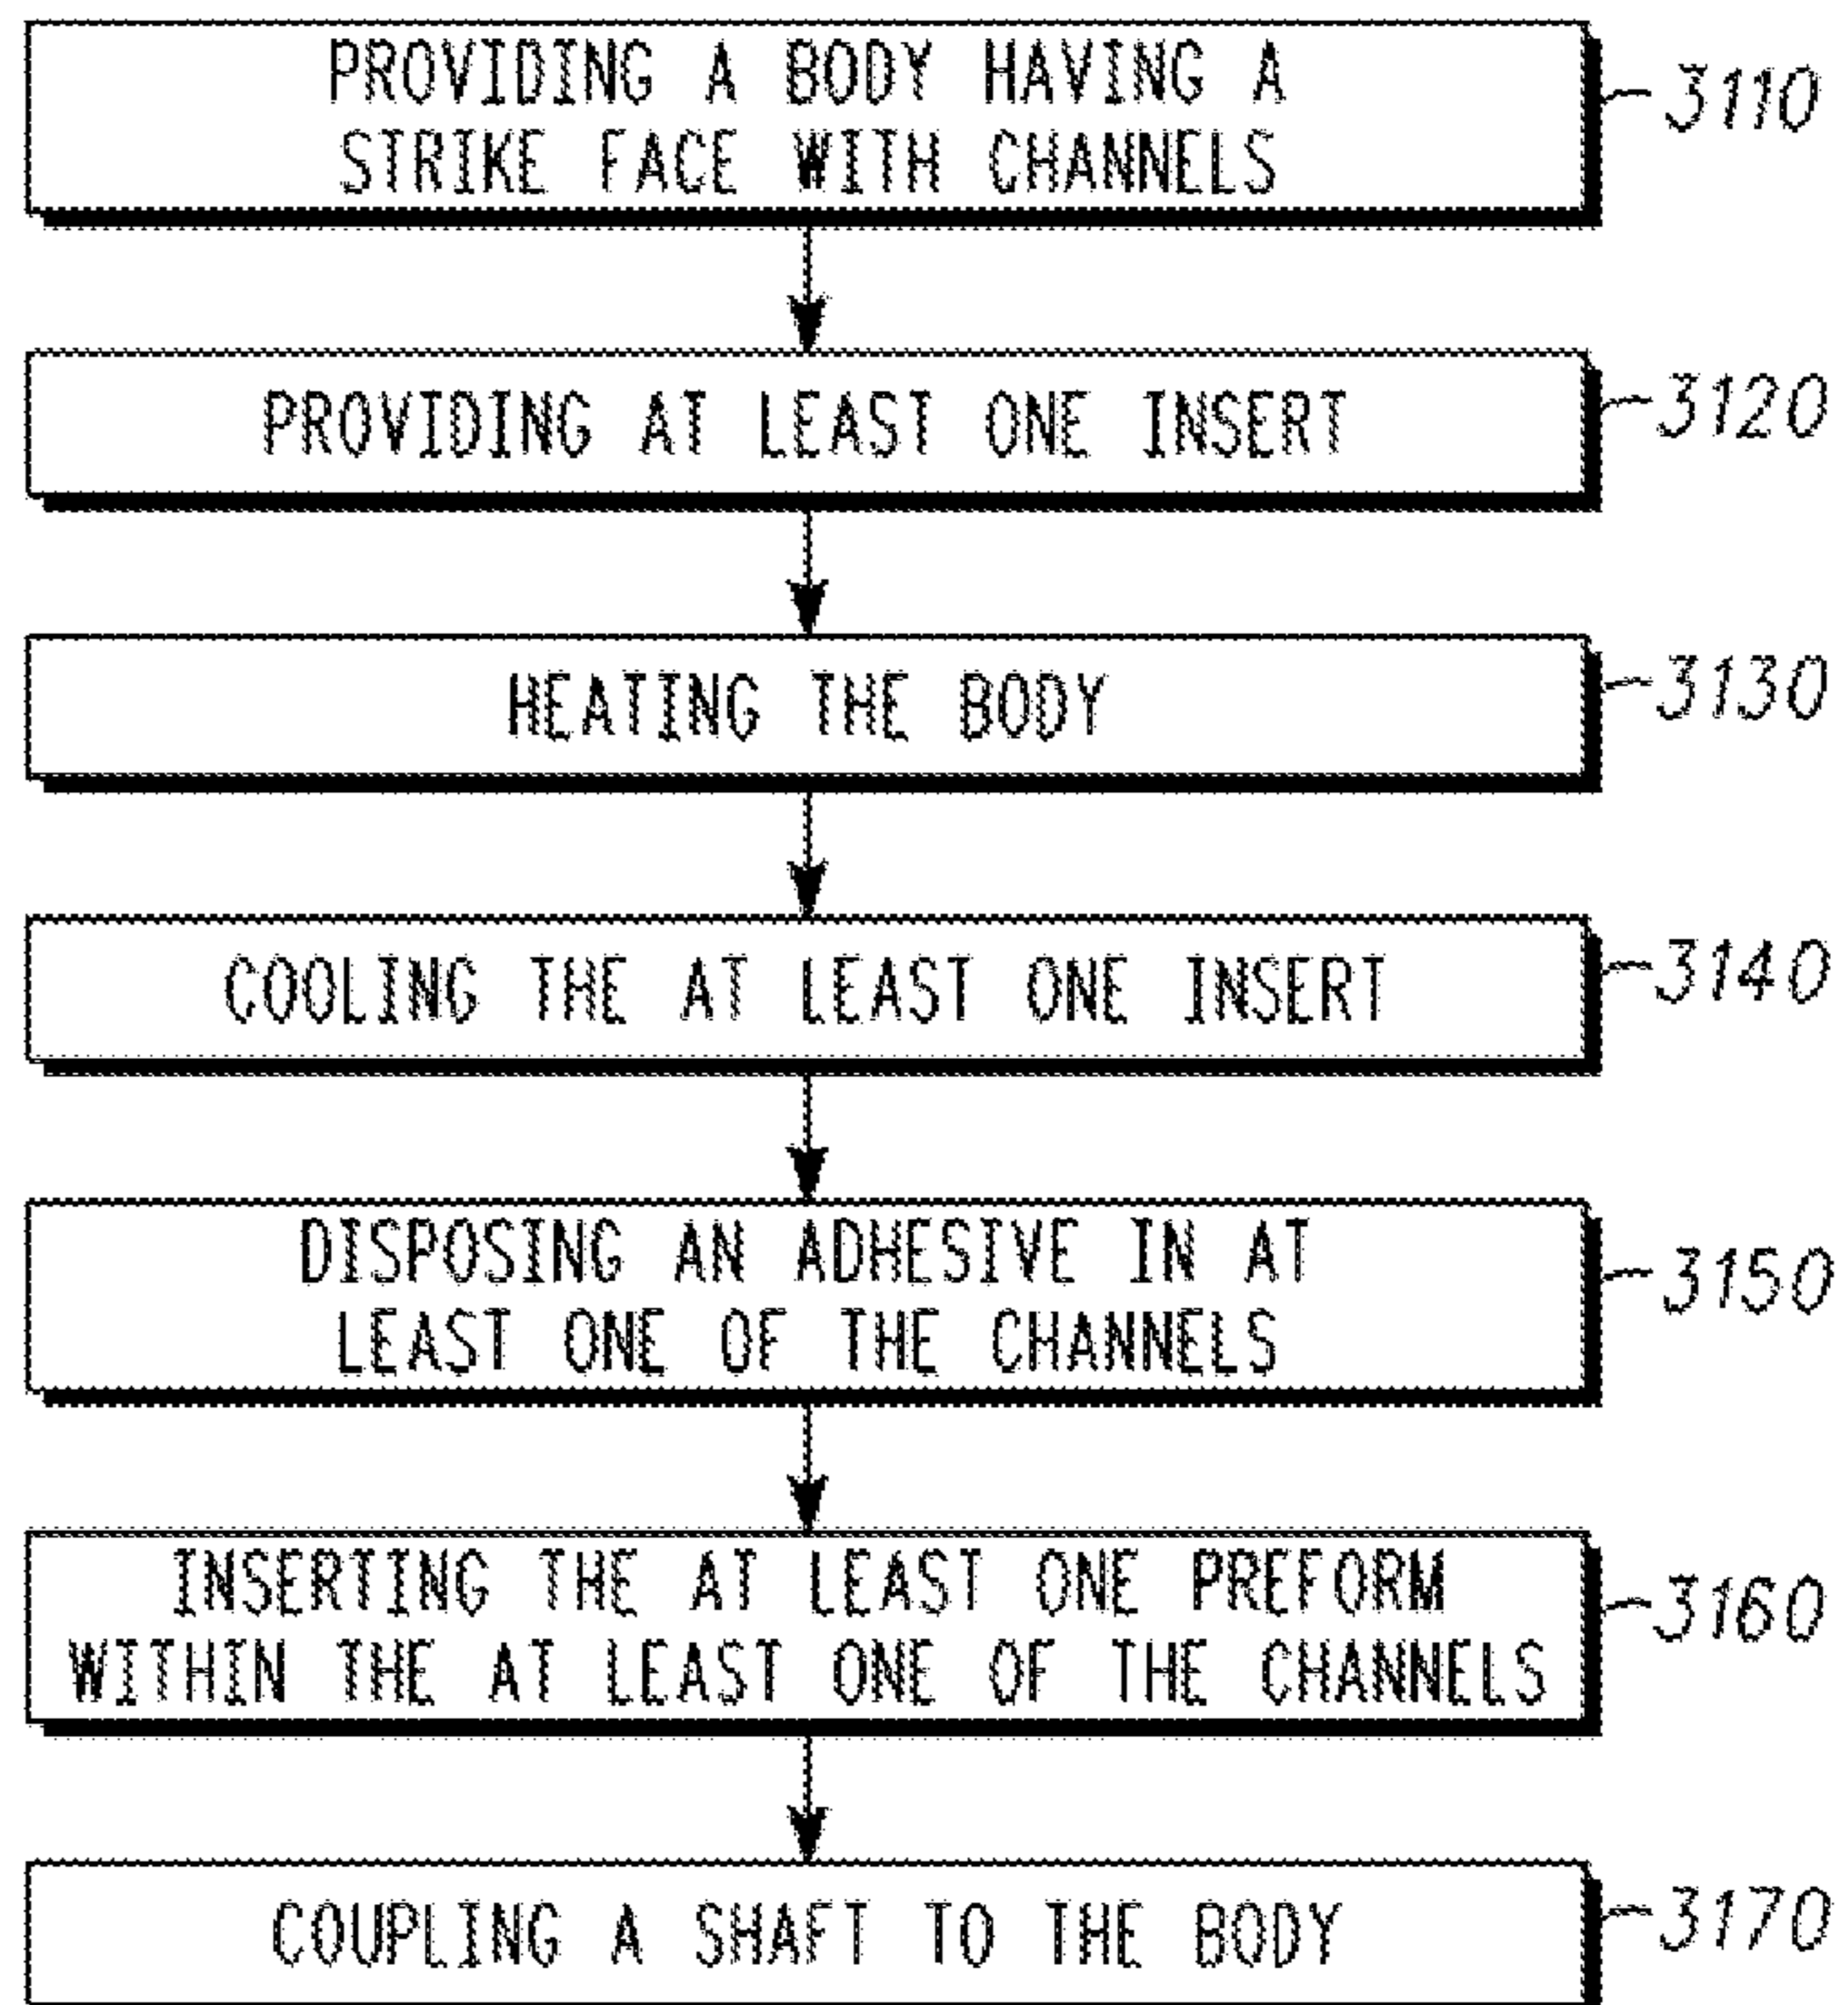 PROVIDING A BODY HAVING A
STRIKE FACE WITH CHANNELS
3110
PROVIDING AT LEAST ONE INSERT
3120
HEATING THE BODY
3130
COOLING THE AT LEAST ONE INSERT
3140
DISPOSING AN ADHESIVE IN AT
LEAST ONE OF THE CHANNELS
3150
INSERTING THE AT LEAST ONE PREFORM
WITHIN THE AT LEAST ONE OF THE CHANNELS
3160
COUPLING A SHAFT TO THE BODY
3170